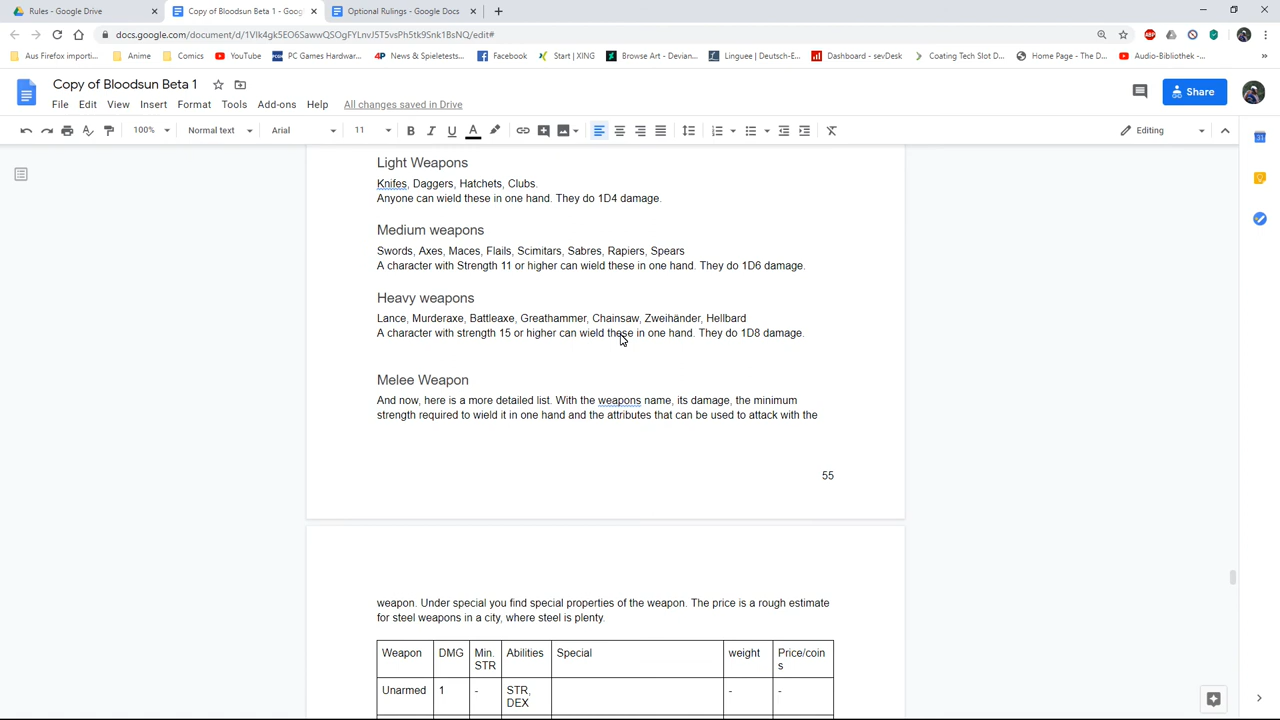 Rules - Google Drive
Copy of Bloodsun Beta 1 - Goog
Optional Rulings - Google Docs
docs.google.com/document/d/1VIk4gk5EO6SawwQSOgFYLnvJ5T5vsPh5tk9Snk1BsNQ/edit#
Aus Firefox importi...
Anime
Comics
YouTube
PC Games Hardwar...
News & Spieletests...
Facebook
Start | XING
Browse Art - Devian...
Linguee | Deutsch-E...
Dashboard - sevDesk
Coating Tech Slot D...
Home Page - The D...
Audio-Bibliothek -...
Copy of Bloodsun Beta 1
File Edit View Insert Format Tools Add-ons Help All changes saved in Drive
Share
100% Normal text Arial 11 Editing
Light Weapons
Knifes, Daggers, Hatchets, Clubs.
Anyone can wield these in one hand. They do 1D4 damage.
Medium weapons
Swords, Axes, Maces, Flails, Scimitars, Sabres, Rapiers, Spears
A character with Strength 11 or higher can wield these in one hand. They do 1D6 damage.
Heavy weapons
Lance, Murderaxe, Battleaxe, Greathammer, Chainsaw, Zweihänder, Hellbard
A character with strength 15 or higher can wield these in one hand. They do 1D8 damage.
Melee Weapon
And now, here is a more detailed list. With the weapons name, its damage, the minimum
strength required to wield it in one hand and the attributes that can be used to attack with the
55
weapon. Under special you find special properties of the weapon. The price is a rough estimate
for steel weapons in a city, where steel is plenty.
Weapon DMG Min. Abilities Special weight Price/coin
STR s
Unarmed 1 - STR, - -
DEX